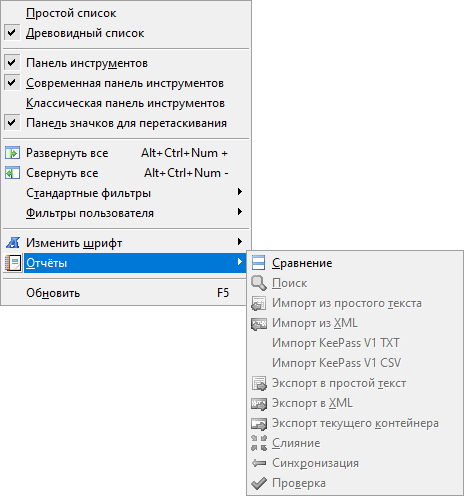 Простой список
Древовидный список
Панель инструментов
Современная панель инструментов
Классическая панель инструментов
Панель значков для перетаскивания
Развернуть все Alt+Ctrl+Num +
Свернуть все Alt+Ctrl+Num -
Стандартные фильтры
Фильтры пользователя
Изменить шрифт
Отчёты
Обновить F5
Сравнение
Поиск
Импорт из простого текста
Импорт из XML
Импорт KeePass V1 TXT
Импорт KeePass V1 CSV
Экспорт в простой текст
Экспорт в XML
Экспорт текущего контейнера
Слияние
Синхронизация
Проверка